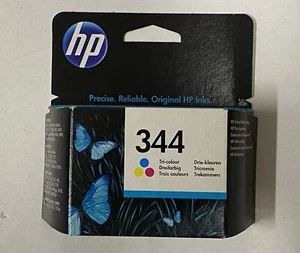 hp
Precise. Reliable. Original HP Inks.
344
Tri-colour Drie-kleuren
Dreifarbig Tricromia
Trois couleurs Trekammers